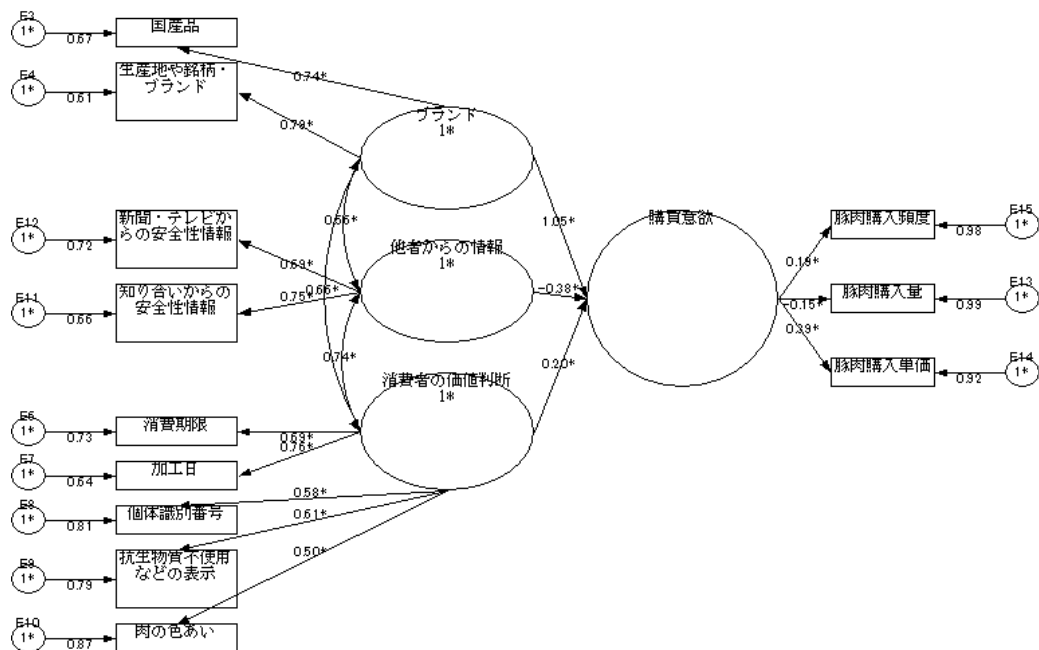 E3
1*
0.67
国産品
E4
1*
0.61
生産地や銘柄・
ブランド
0.74*
0.79*
ブランド
1*
E12
1*
0.72
新聞・テレビか
らの安全性情報
0.69*
E11
1*
0.66
知り合いからの
安全性情報
0.75*
0.56*
0.66*
0.74*
他者からの情報
1*
消費者の価値判断
1*
1.05*
-0.38*
0.20*
購買意欲
0.19*
-0.15*
0.39*
豚肉購入頻度
0.98
E15
1*
豚肉購入量
0.99
E13
1*
豚肉購入単価
0.92
E14
1*
E6
1*
0.73
消費期限
0.69*
E7
1*
0.64
加工日
0.76*
E8
1*
0.81
個体識別番号
0.58*
E9
1*
0.79
抗生物質不使用
などの表示
0.61*
E10
1*
0.87
肉の色あい
0.50*